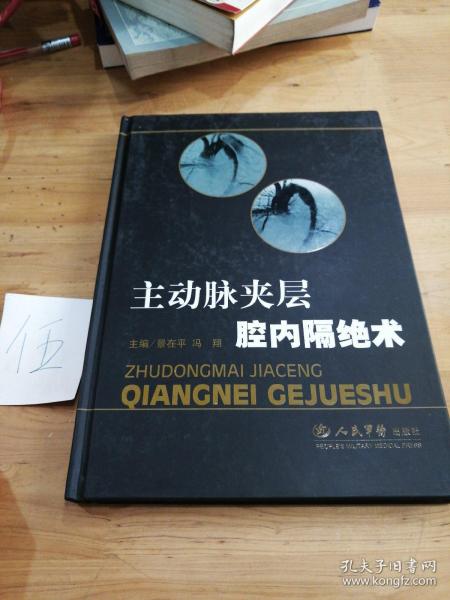 主动脉夹层
腔内隔绝术
主编/景在平 冯 翔
ZHUDONGMAI JIACENG
QIANGNEI GEJUESHU
人民军医 出版社
PEOPLE'S MILITARY MEDICAL PRESS
伍
孔夫子旧书网
www.kongfz.com